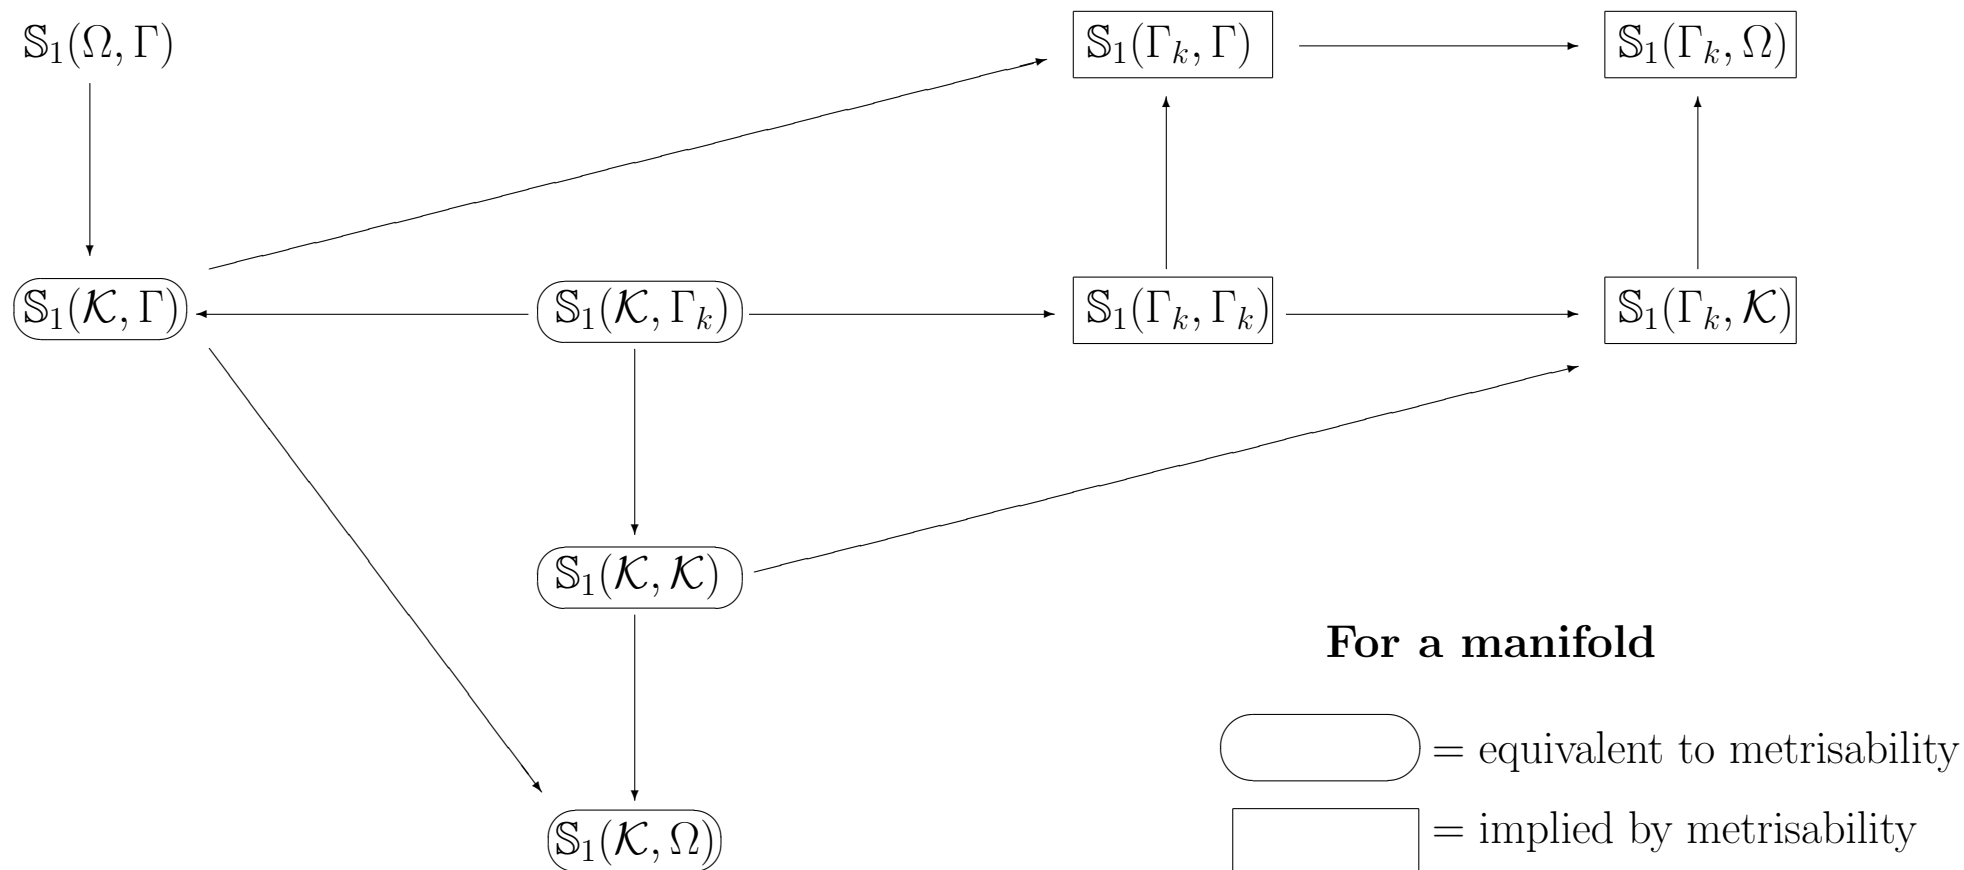 𝕊₁(Ω, Γ)
𝕊₁(Γₖ, Γ)
𝕊₁(Γₖ, Ω)
𝕊₁(𝒦, Γ)
𝕊₁(𝒦, Γₖ)
𝕊₁(Γₖ, Γₖ)
𝕊₁(Γₖ, 𝒦)
𝕊₁(𝒦, 𝒦)
𝕊₁(𝒦, Ω)
For a manifold
= equivalent to metrisability
= implied by metrisability